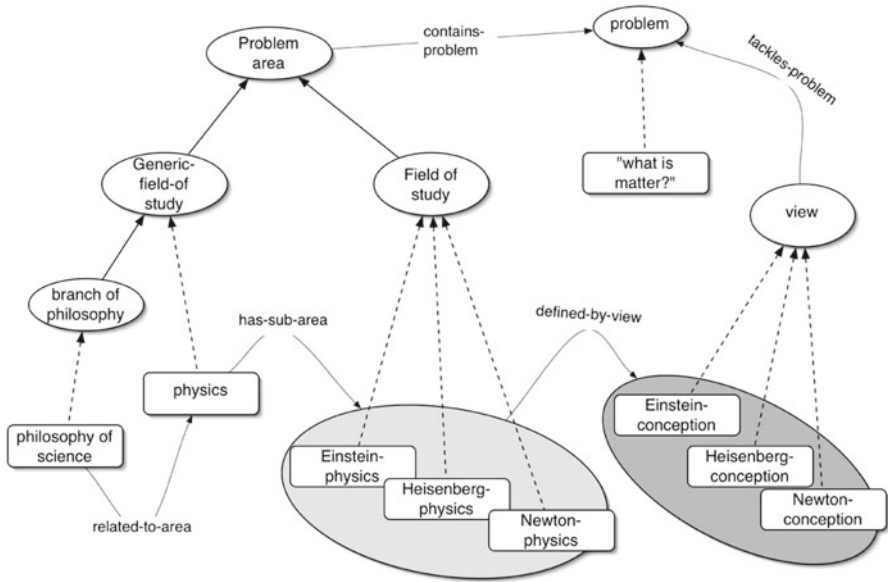 Problem
area
contains-
problem
problem
tackles-problem
Generic-
field-of
study
Field of
study
"what is
matter?"
view
branch of
philosophy
has-sub-area
defined-by-view
physics
philosophy of
science
Einstein-
physics
Heisenberg-
physics
Newton-
physics
Einstein-
conception
Heisenberg-
conception
Newton-
conception
related-to-area